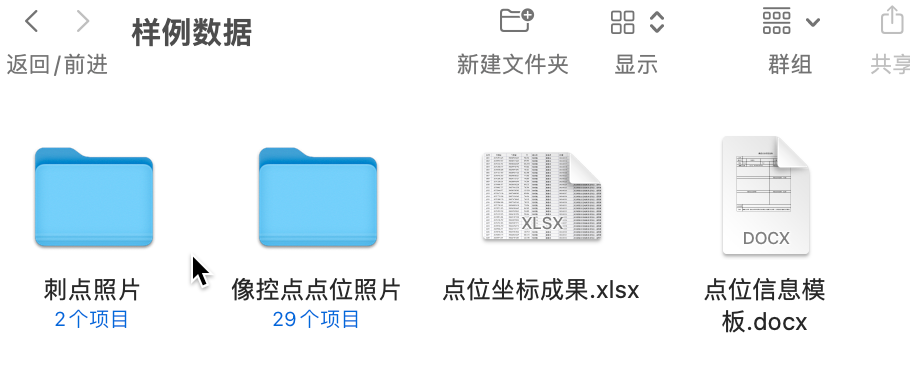 样例数据
返回/前进
新建文件夹
显示
群组
共享
XLSX
DOCX
刺点照片
2个项目
像控点点位照片
29个项目
点位坐标成果.xlsx
点位信息模
板.docx